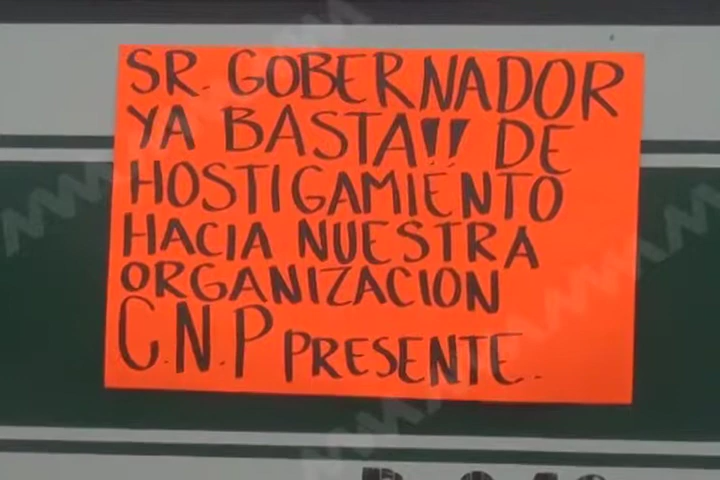 SR. GOBERNADOR
YA BASTA!! DE
HOSTIGAMIENTO
HACIA NUESTRA
ORGANIZACION
C.N.P PRESENTE.